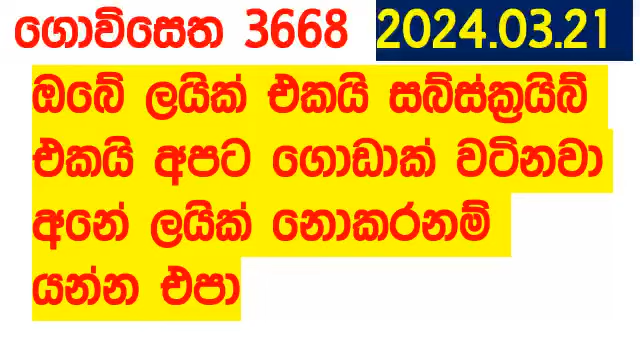 ගොවිසෙත 3668 2024.03.21
ඔබේ ලයික් එකයි සබ්ස්ක්‍රයිබ්
එකයි අපට ගොඩාක් වටිනවා
අනේ ලයික් නොකරනම්
යන්න එපා